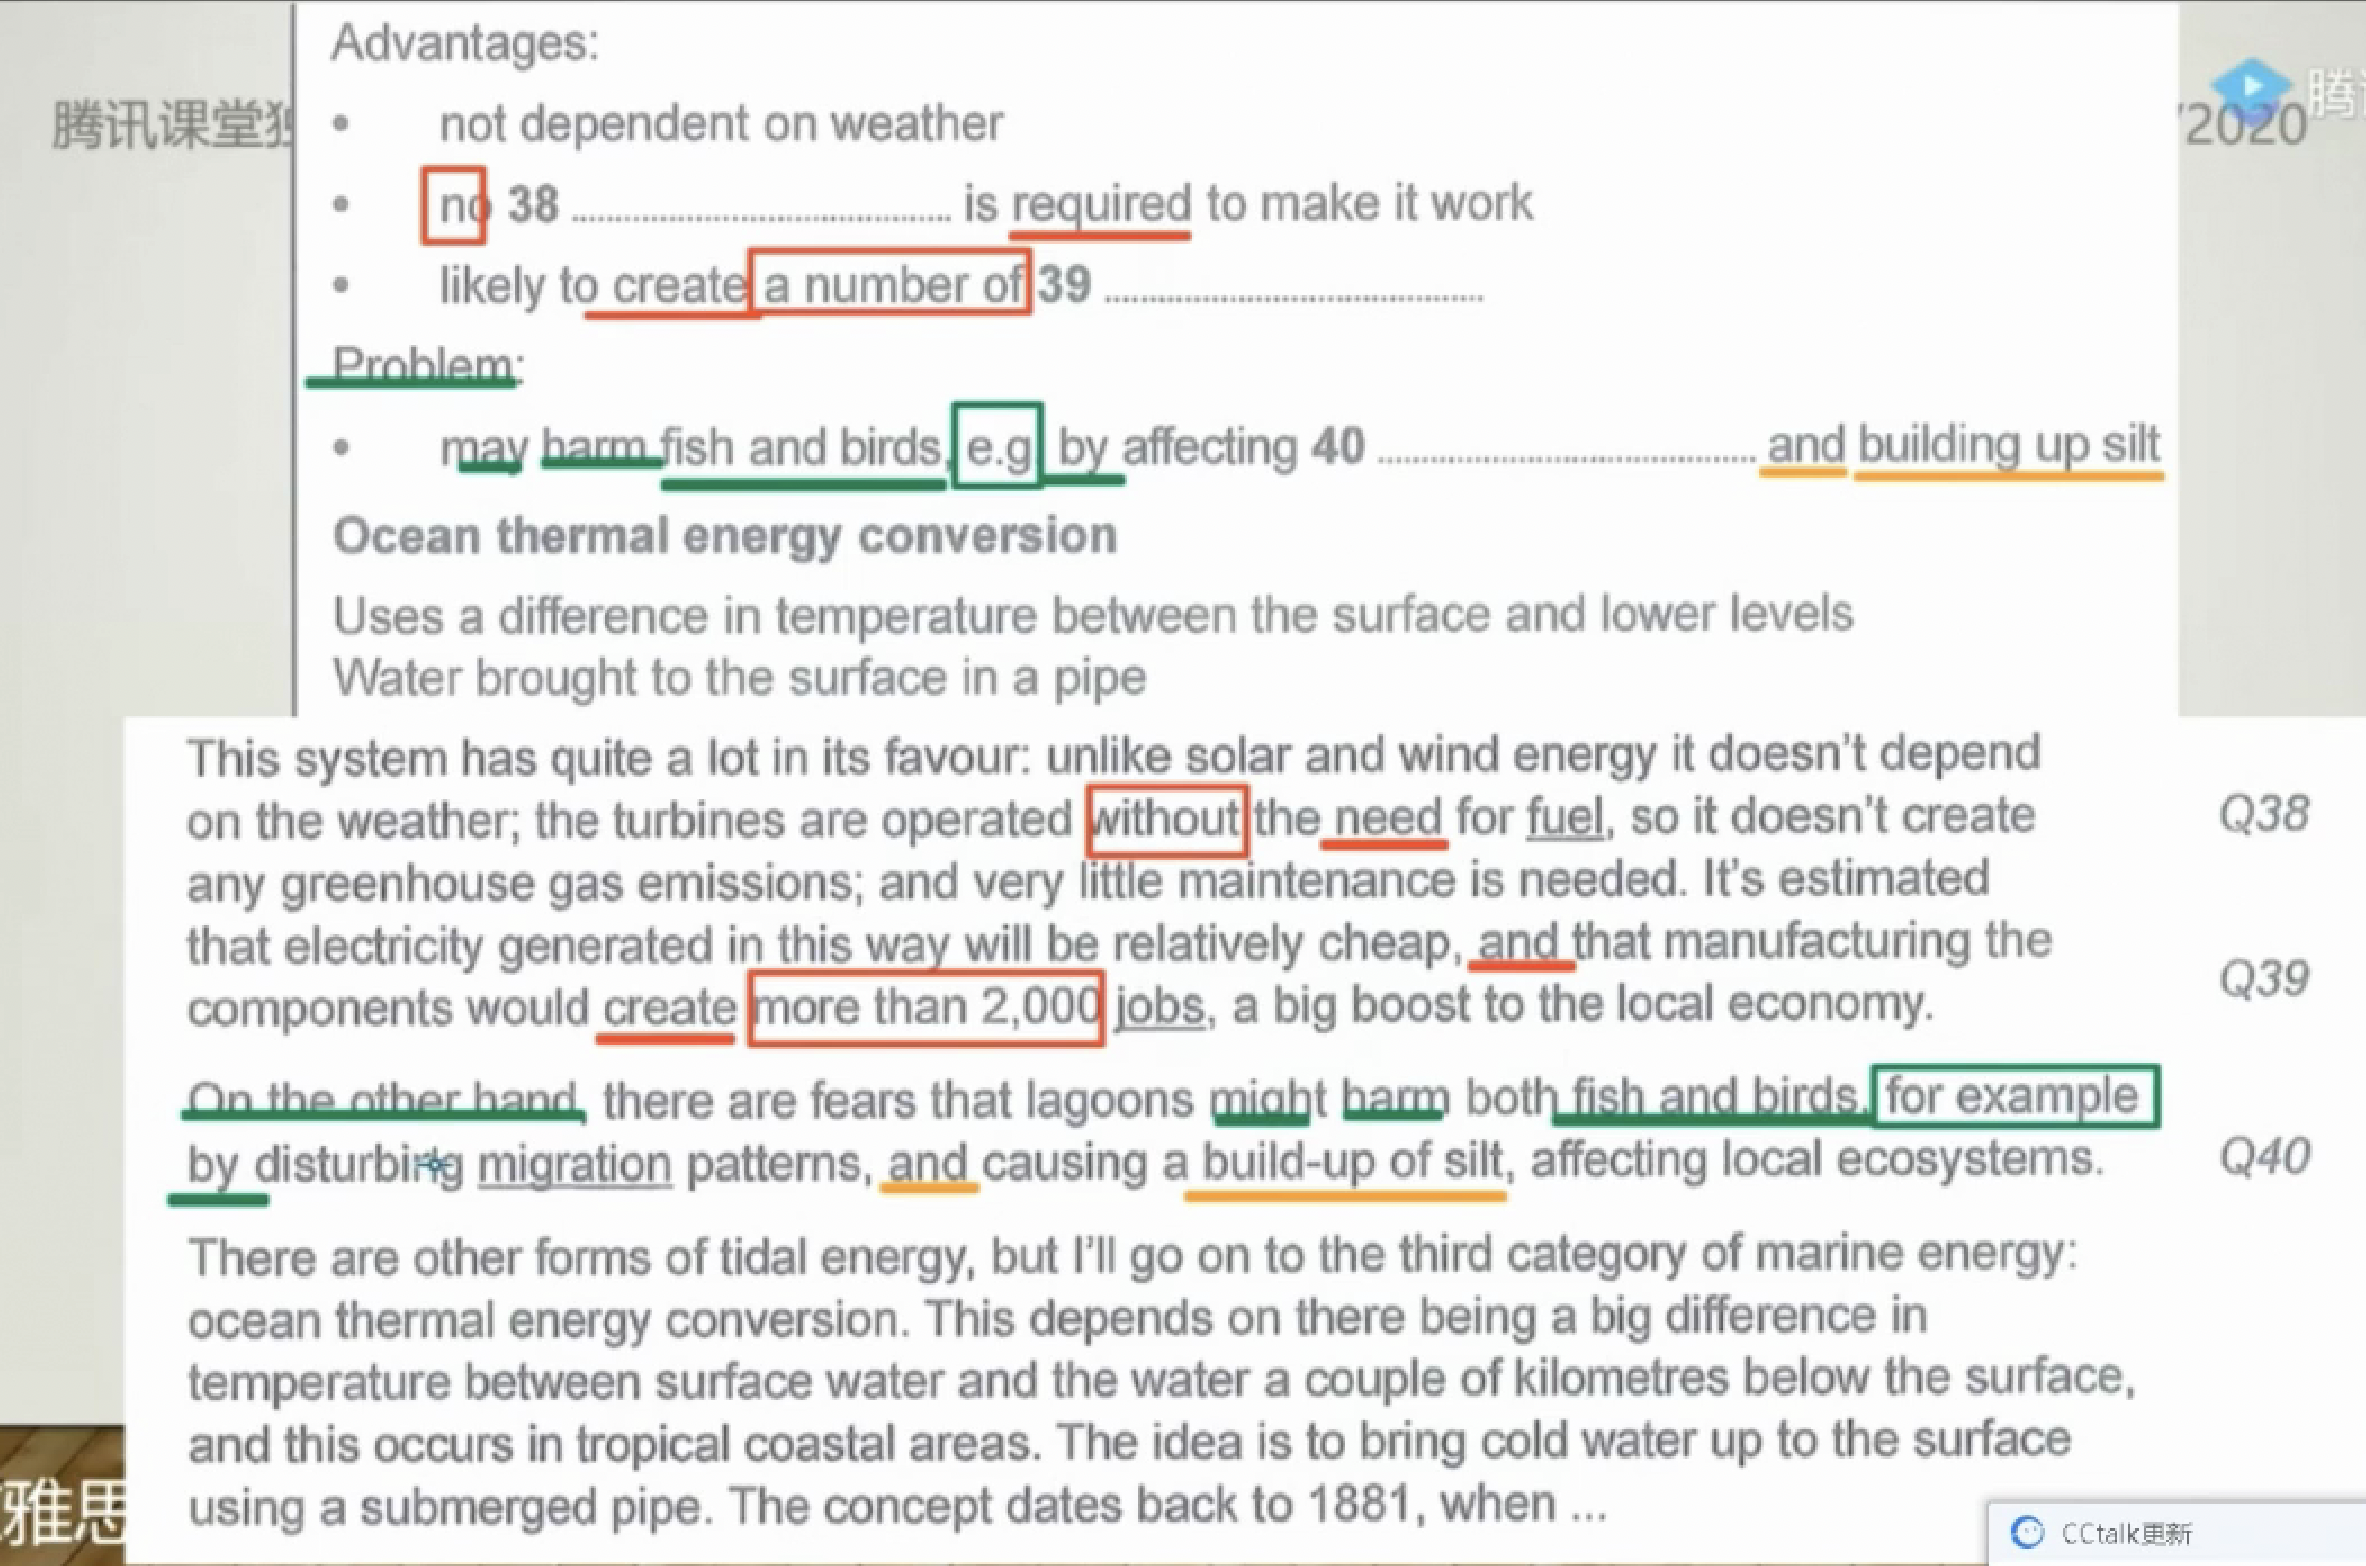 Advantages:
腾讯课堂
/2020
腾
• not dependent on weather
• no 38 ........................................ is required to make it work
• likely to create a number of 39 ........................................
Problem:
• may harm fish and birds, e.g. by affecting 40 ........................................ and building up silt
Ocean thermal energy conversion
Uses a difference in temperature between the surface and lower levels
Water brought to the surface in a pipe
This system has quite a lot in its favour: unlike solar and wind energy it doesn't depend
on the weather; the turbines are operated without the need for fuel, so it doesn't create Q38
any greenhouse gas emissions; and very little maintenance is needed. It's estimated
that electricity generated in this way will be relatively cheap, and that manufacturing the Q39
components would create more than 2,000 jobs, a big boost to the local economy.
On the other hand, there are fears that lagoons might harm both fish and birds, for example
by disturbing migration patterns, and causing a build-up of silt, affecting local ecosystems. Q40
There are other forms of tidal energy, but I'll go on to the third category of marine energy:
ocean thermal energy conversion. This depends on there being a big difference in
temperature between surface water and the water a couple of kilometres below the surface,
and this occurs in tropical coastal areas. The idea is to bring cold water up to the surface
using a submerged pipe. The concept dates back to 1881, when ...
雅思
CCtalk更新